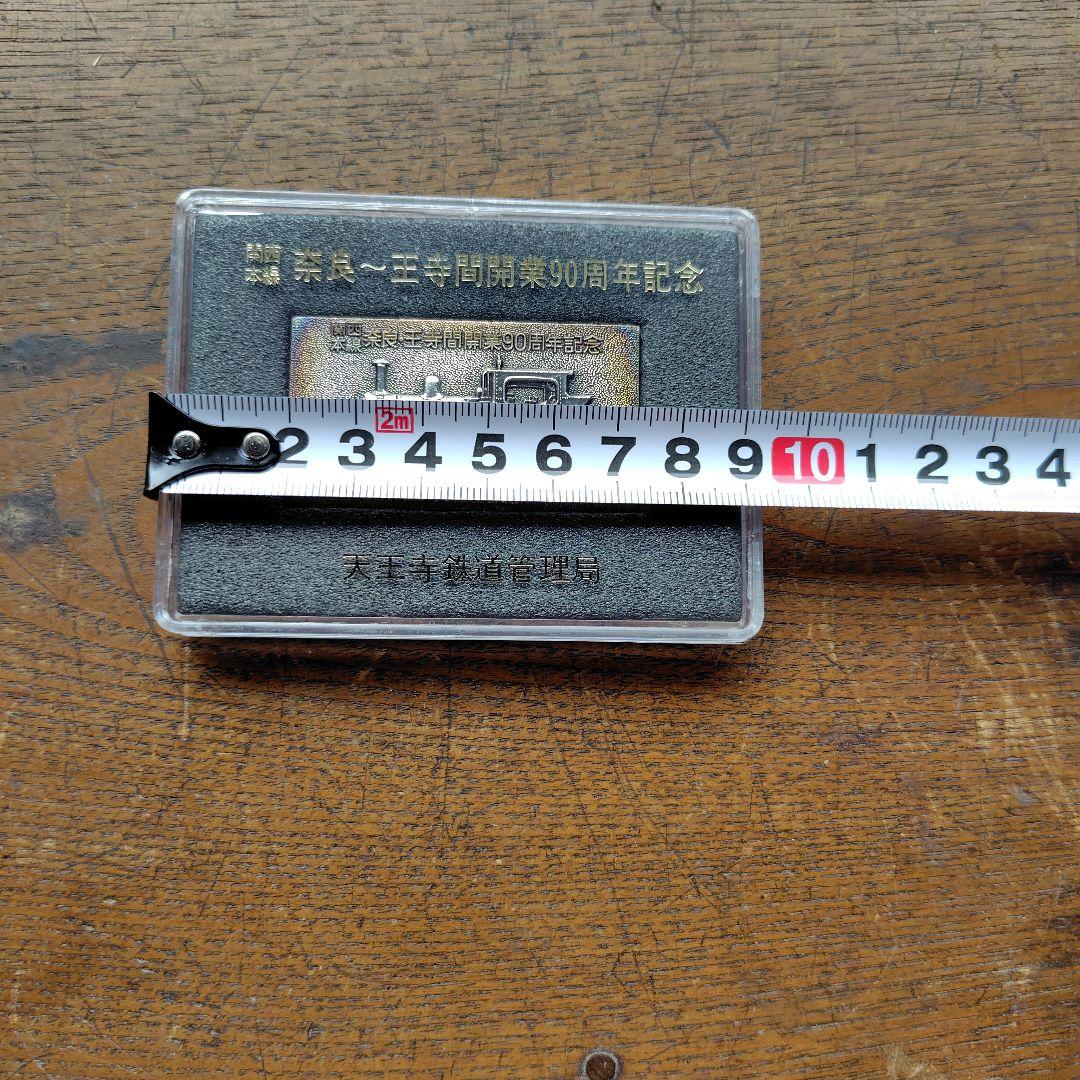 関西本線 奈良～王寺間開業90周年記念
関西本線 奈良・王寺間開業90周年記念
2m
2 3 4 5 6 7 8 9 10 1 2 3 4
天王寺鉄道管理局